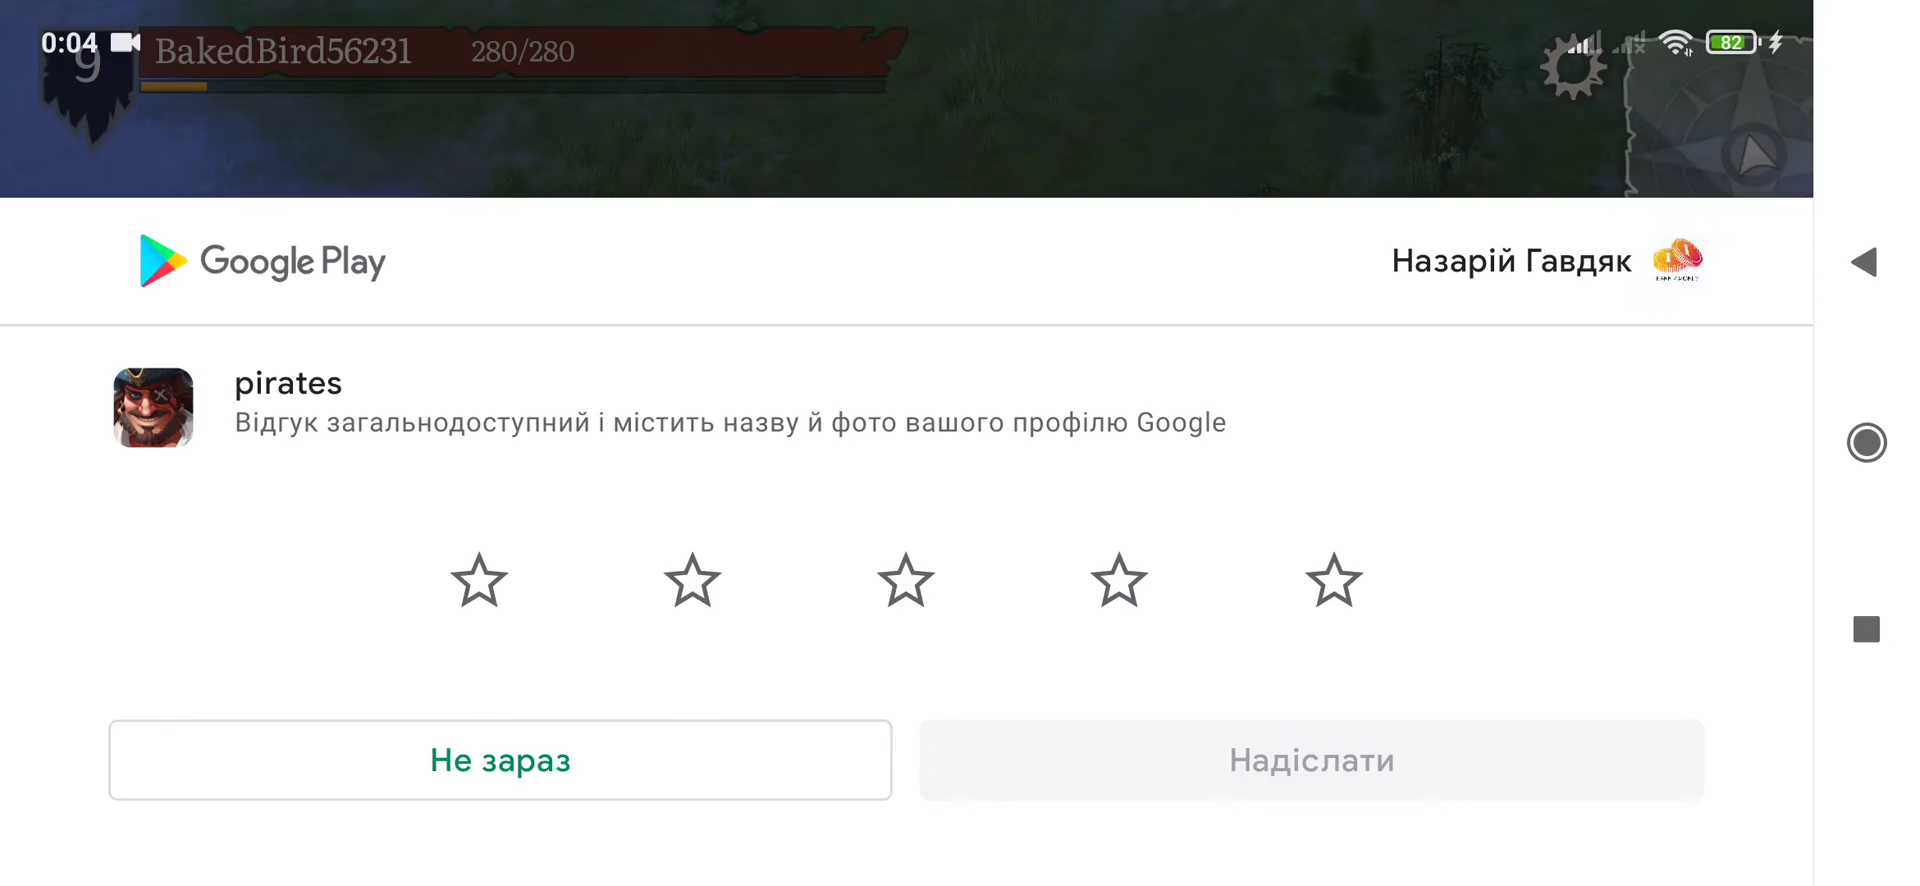 0:04
82
9
BakedBird56231 280/280
Google Play
Назарій Гавдяк
pirates
Відгук загальнодоступний і містить назву й фото вашого профілю Google
Не зараз
Надіслати